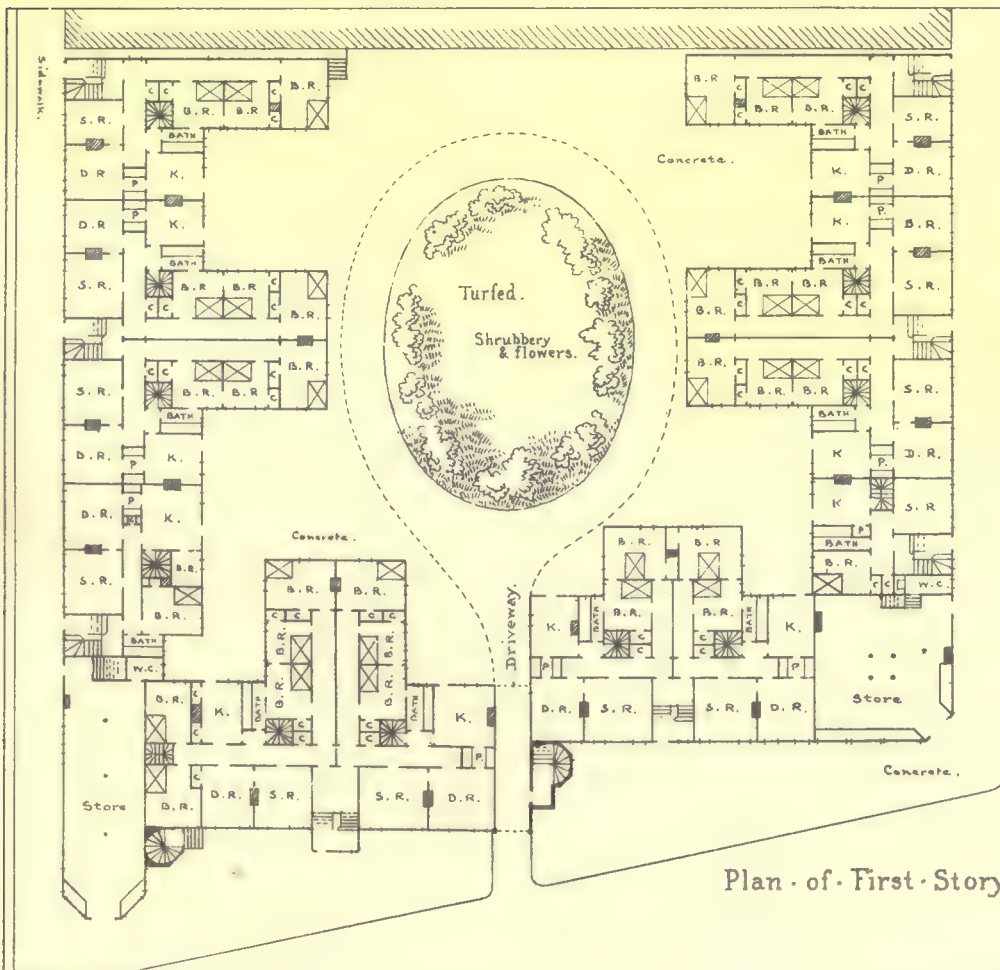 Sidewalk.
C C
B.R.
B.R. B.R
C
S.R.
BATH
D.R
K.
P
P
D.R
K.
BATH
S.R.
B.R B.R
C
C C
C
B.R.
C C
C
B.R.
S.R.
B.R. B.R
C
BATH
D.R.
K.
P
P
D.R.
K.
S.R.
B.R.
B.R.
BATH
W.C.
Store
B.R.
C
K.
BATH
C
B.R.
D.R.
S.R.
Concrete.
B.R.
B.R.
C C
C C
B.R.
B.R.
B.R.
B.R.
C
C
C
C
BATH
K.
P.
S.R.
D.R.
Turfed.
Shrubbery
& flowers.
Driveway.
Concrete.
B.R
C
C
B.R B.R.
C C
S.R.
BATH
K.
P
D.R.
K.
P.
B.R.
BATH
S.R.
B.R.
C
C
B.R. B.R
C C
B.R.
C
C
B.R B.R
C C
S.R.
BATH
K
P.
D.R.
K
S.R
P
BATH
B.R.
C C
W.C.
Store
B.R.
B.R
B.R.
B.R.
C
C
C
C
K.
BATH
BATH
K.
P
P.
D.R.
S.R.
S.R.
D.R.
Concrete.
Plan · of · First · Story